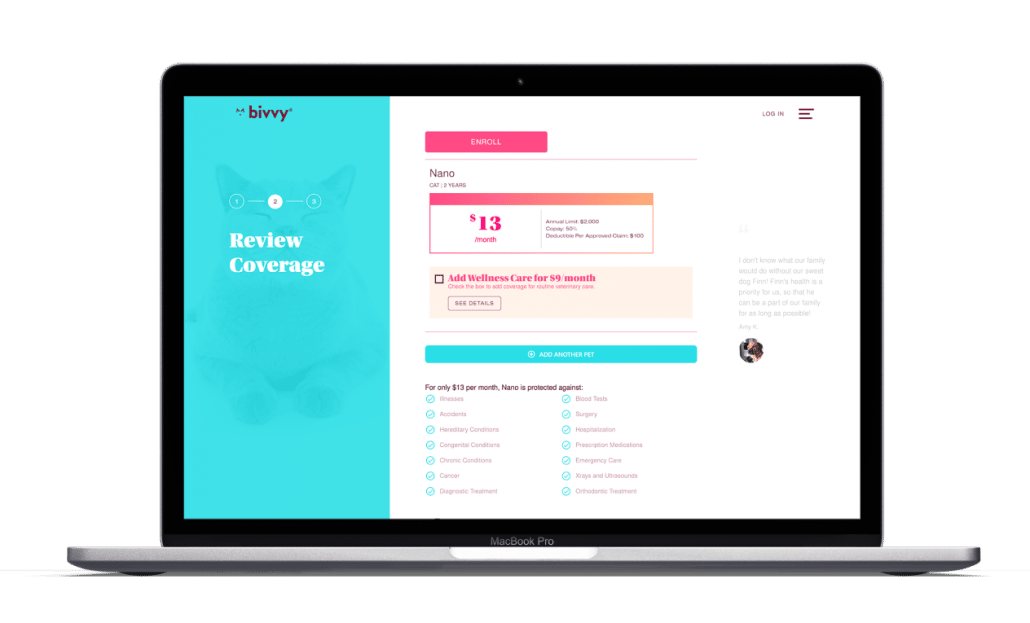 bivvy®
LOG IN
1
2
3
Review
Coverage
ENROLL
Nano
CAT | 2 YEARS
$13
/month
Annual Limit: $2,000
Copay: 50%
Deductible Per Approved Claim: $100
Add Wellness Care for $9/month
Check the box to add coverage for routine veterinary care.
SEE DETAILS
ADD ANOTHER PET
For only $13 per month, Nano is protected against:
Illnesses
Accidents
Hereditary Conditions
Congenital Conditions
Chronic Conditions
Cancer
Diagnostic Treatment
Blood Tests
Surgery
Hospitalization
Prescription Medications
Emergency Care
Xrays and Ultrasounds
Orthodontic Treatment
“
I don't know what our family
would do without our sweet
dog Finn! Finn's health is a
priority for us, so that he
can be a part of our family
for as long as possible!
Amy K.
MacBook Pro